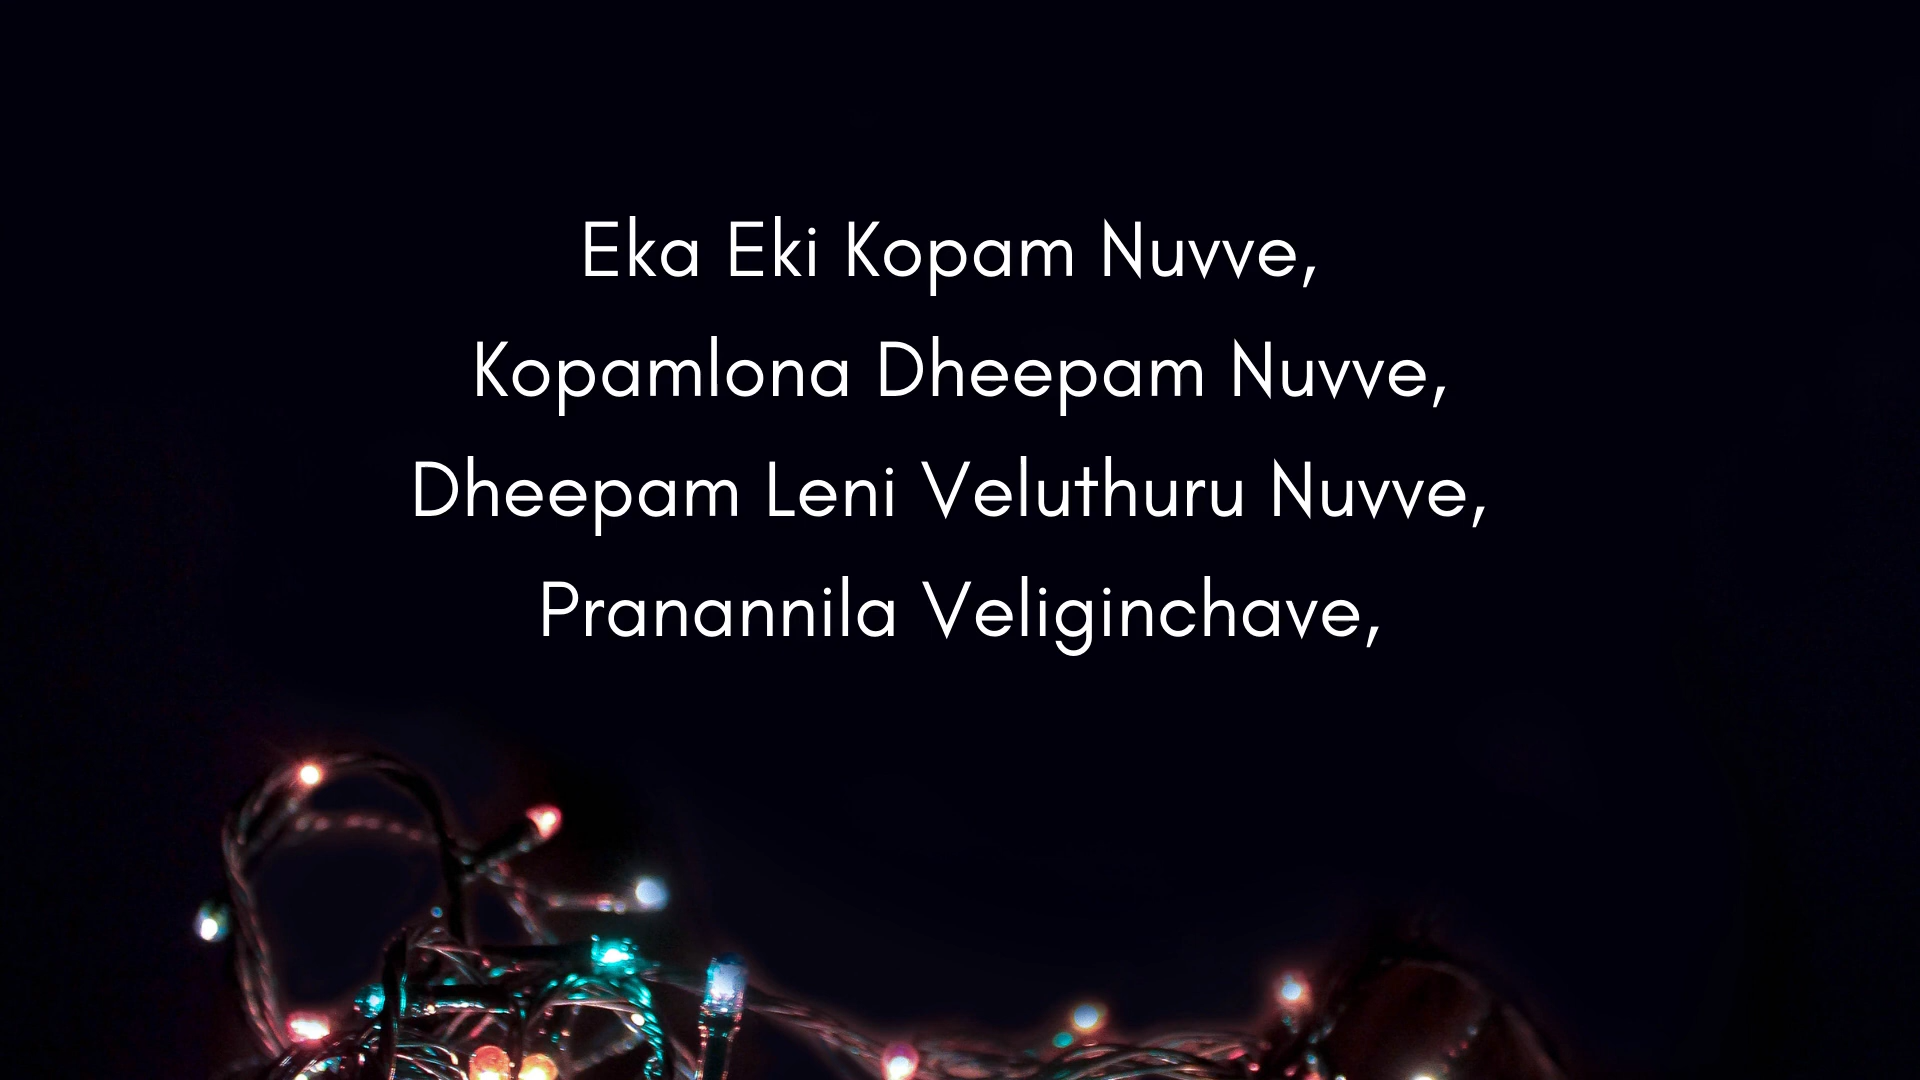 Eka Eki Kopam Nuvve,
Kopamlona Dheepam Nuvve,
Dheepam Leni Veluthuru Nuvve,
Pranannila Veliginchave,